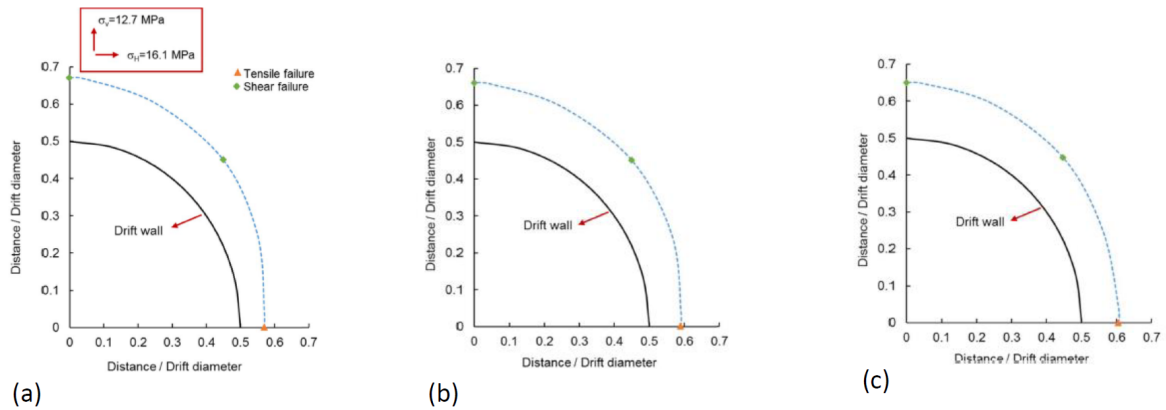 σv=12.7 MPa
σH=16.1 MPa
Tensile failure
Shear failure
Distance / Drift diameter
0.7
0.6
0.5
0.4
0.3
0.2
0.1
0
Drift wall
0 0.1 0.2 0.3 0.4 0.5 0.6 0.7
Distance / Drift diameter
(a)
Distance / Drift diameter
0.7
0.6
0.5
0.4
0.3
0.2
0.1
0
Drift wall
0 0.1 0.2 0.3 0.4 0.5 0.6 0.7
Distance / Drift diameter
(b)
Distance / Drift diameter
0.7
0.6
0.5
0.4
0.3
0.2
0.1
0
Drift wall
0 0.1 0.2 0.3 0.4 0.5 0.6 0.7
Distance / Drift diameter
(c)